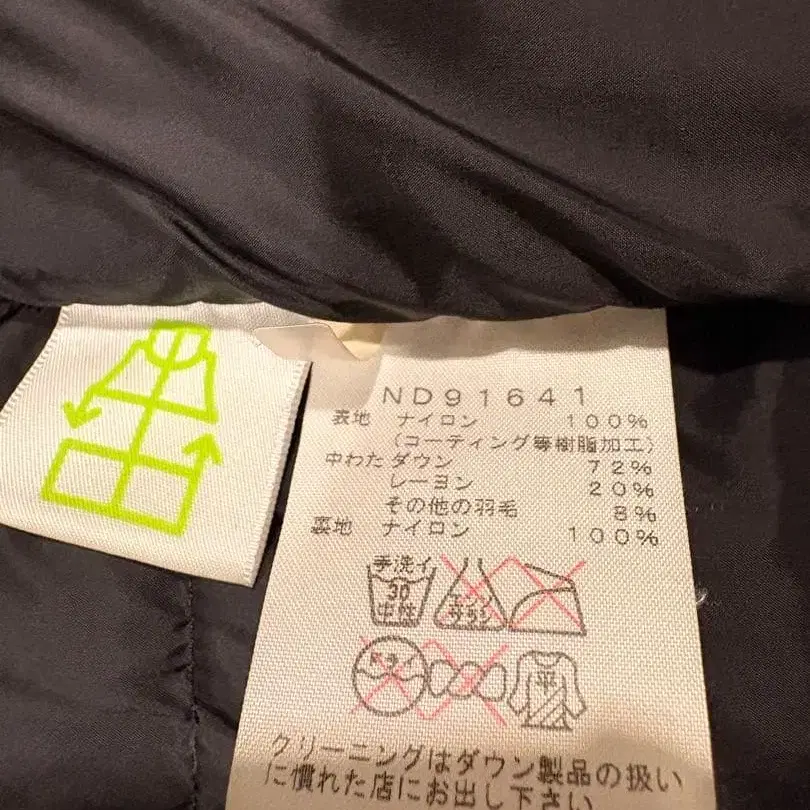 ND91641
表地 ナイロン 100%
(コーティング等樹脂加工)
中わた ダウン 72%
レーヨン 20%
その他の羽毛 8%
裏地 ナイロン 100%
手洗イ
30
中性
エンソ
サラシ
ドライ
平
クリーニングはダウン製品の扱い
に慣れた店にお出し下さい